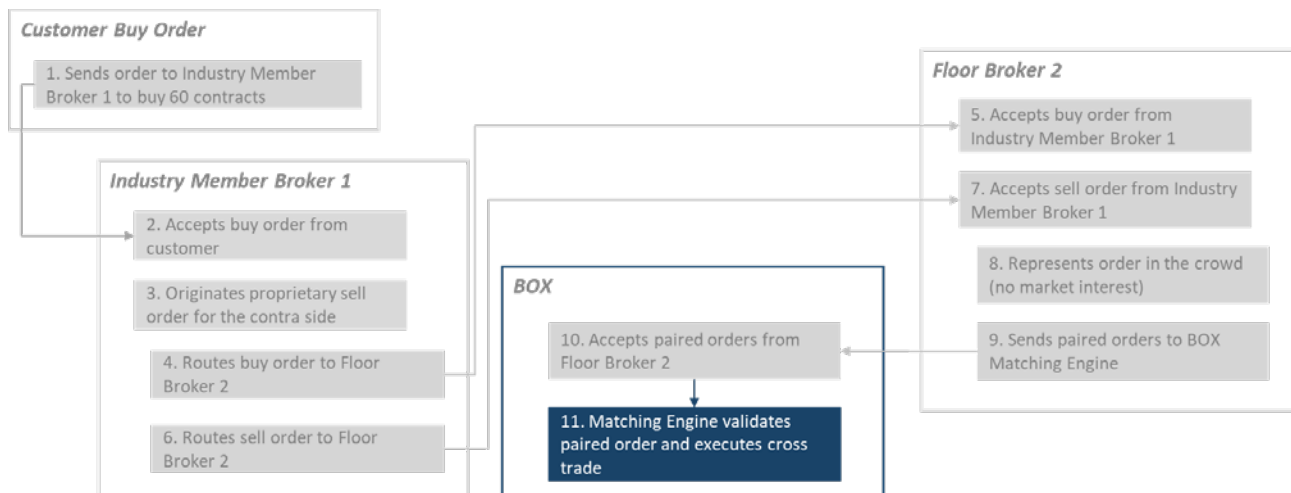 Customer Buy Order
1. Sends order to Industry Member
Broker 1 to buy 60 contracts
Industry Member Broker 1
2. Accepts buy order from
customer
3. Originates proprietary sell
order for the contra side
4. Routes buy order to Floor
Broker 2
6. Routes sell order to Floor
Broker 2
BOX
10. Accepts paired orders from
Floor Broker 2
11. Matching Engine validates
paired order and executes cross
trade
Floor Broker 2
5. Accepts buy order from
Industry Member Broker 1
7. Accepts sell order from Industry
Member Broker 1
8. Represents order in the crowd
(no market interest)
9. Sends paired orders to BOX
Matching Engine